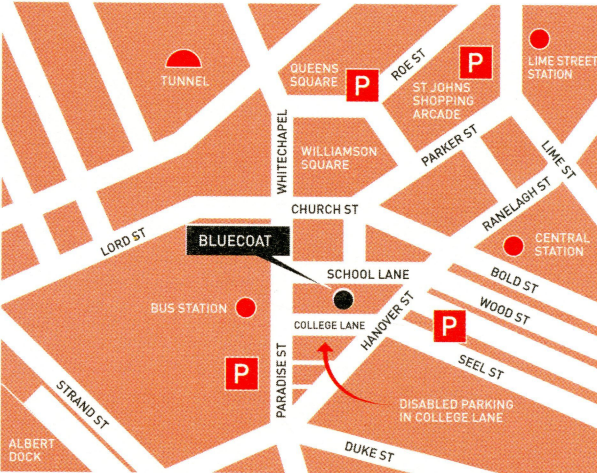 TUNNEL
QUEENS
SQUARE
P
ROE ST
P
ST JOHNS
SHOPPING
ARCADE
LIME STREET
STATION
WHITECHAPEL
WILLIAMSON
SQUARE
PARKER ST
LIME ST
CHURCH ST
RANELAGH ST
LORD ST
BLUECOAT
CENTRAL
STATION
SCHOOL LANE
BOLD ST
BUS STATION
COLLEGE LANE
HANOVER ST
WOOD ST
P
SEEL ST
P
PARADISE ST
STRAND ST
DISABLED PARKING
IN COLLEGE LANE
ALBERT
DOCK
DUKE ST